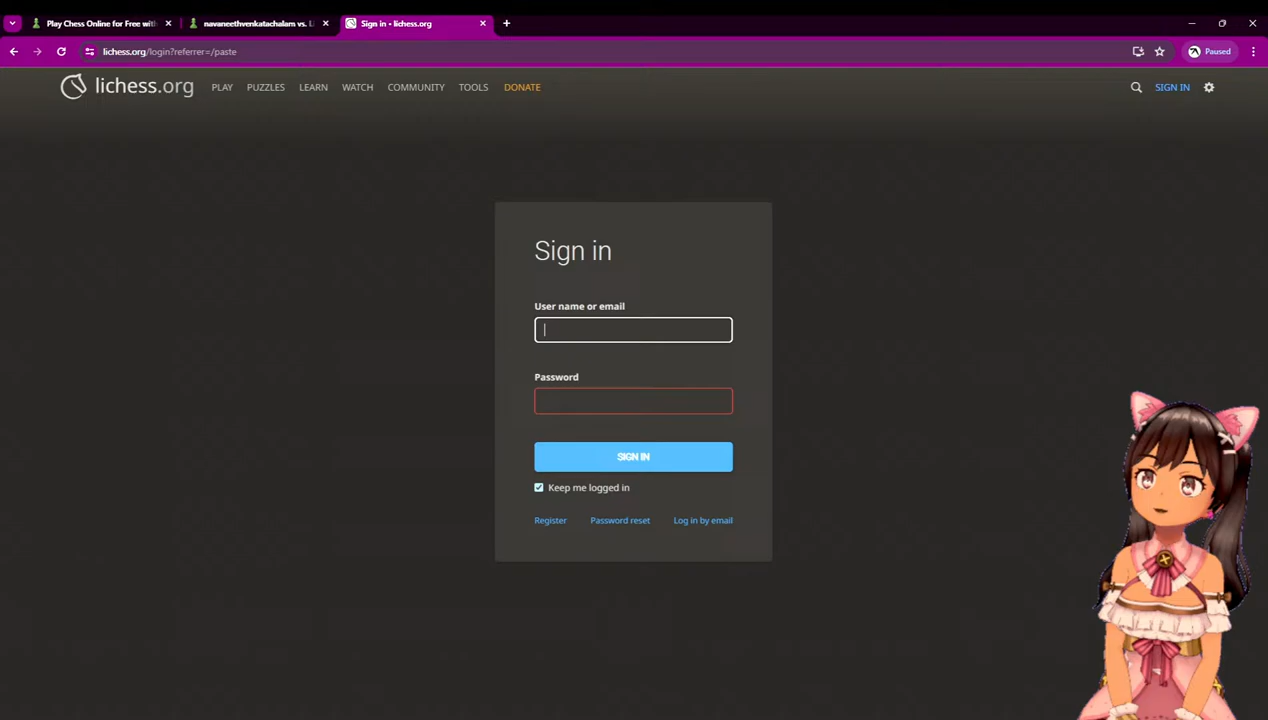 Play Chess Online for Free with
navaneethvenkatachalam vs. Li
Sign in • lichess.org
lichess.org/login?referrer=/paste
Paused
lichess.org PLAY PUZZLES LEARN WATCH COMMUNITY TOOLS DONATE SIGN IN
Sign in
User name or email
Password
SIGN IN
Keep me logged in
Register Password reset Log in by email